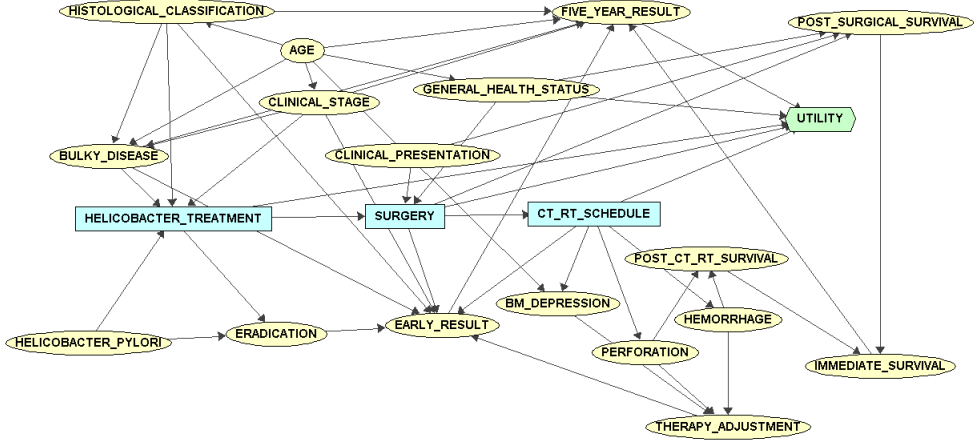 HISTOLOGICAL_CLASSIFICATION
FIVE_YEAR_RESULT
POST_SURGICAL_SURVIVAL
AGE
GENERAL_HEALTH_STATUS
CLINICAL_STAGE
UTILITY
BULKY_DISEASE
CLINICAL_PRESENTATION
HELICOBACTER_TREATMENT
SURGERY
CT_RT_SCHEDULE
POST_CT_RT_SURVIVAL
BM_DEPRESSION
HEMORRHAGE
EARLY_RESULT
ERADICATION
HELICOBACTER_PYLORI
PERFORATION
IMMEDIATE_SURVIVAL
THERAPY_ADJUSTMENT